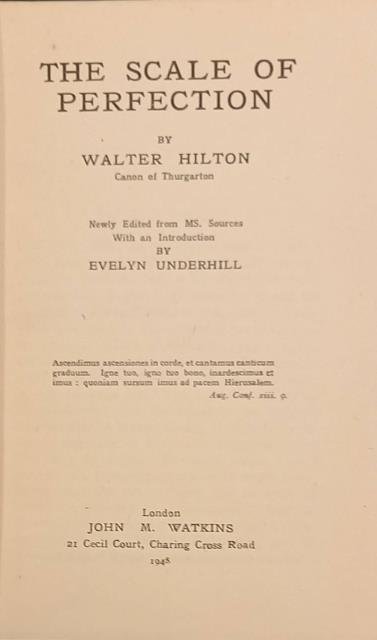 THE SCALE OF
PERFECTION
BY
WALTER HILTON
Canon of Thurgarton
Newly Edited from MS. Sources
With an Introduction
BY
EVELYN UNDERHILL
Ascendimus ascensiones in corde, et cantamus canticum
graduum. Igne tuo, igno tuo bono, inardescimus et
imus : quoniam sursum imus ad pacem Hierusalem.
Aug. Conf. xiii. 9.
London
JOHN M. WATKINS
21 Cecil Court, Charing Cross Road
1948